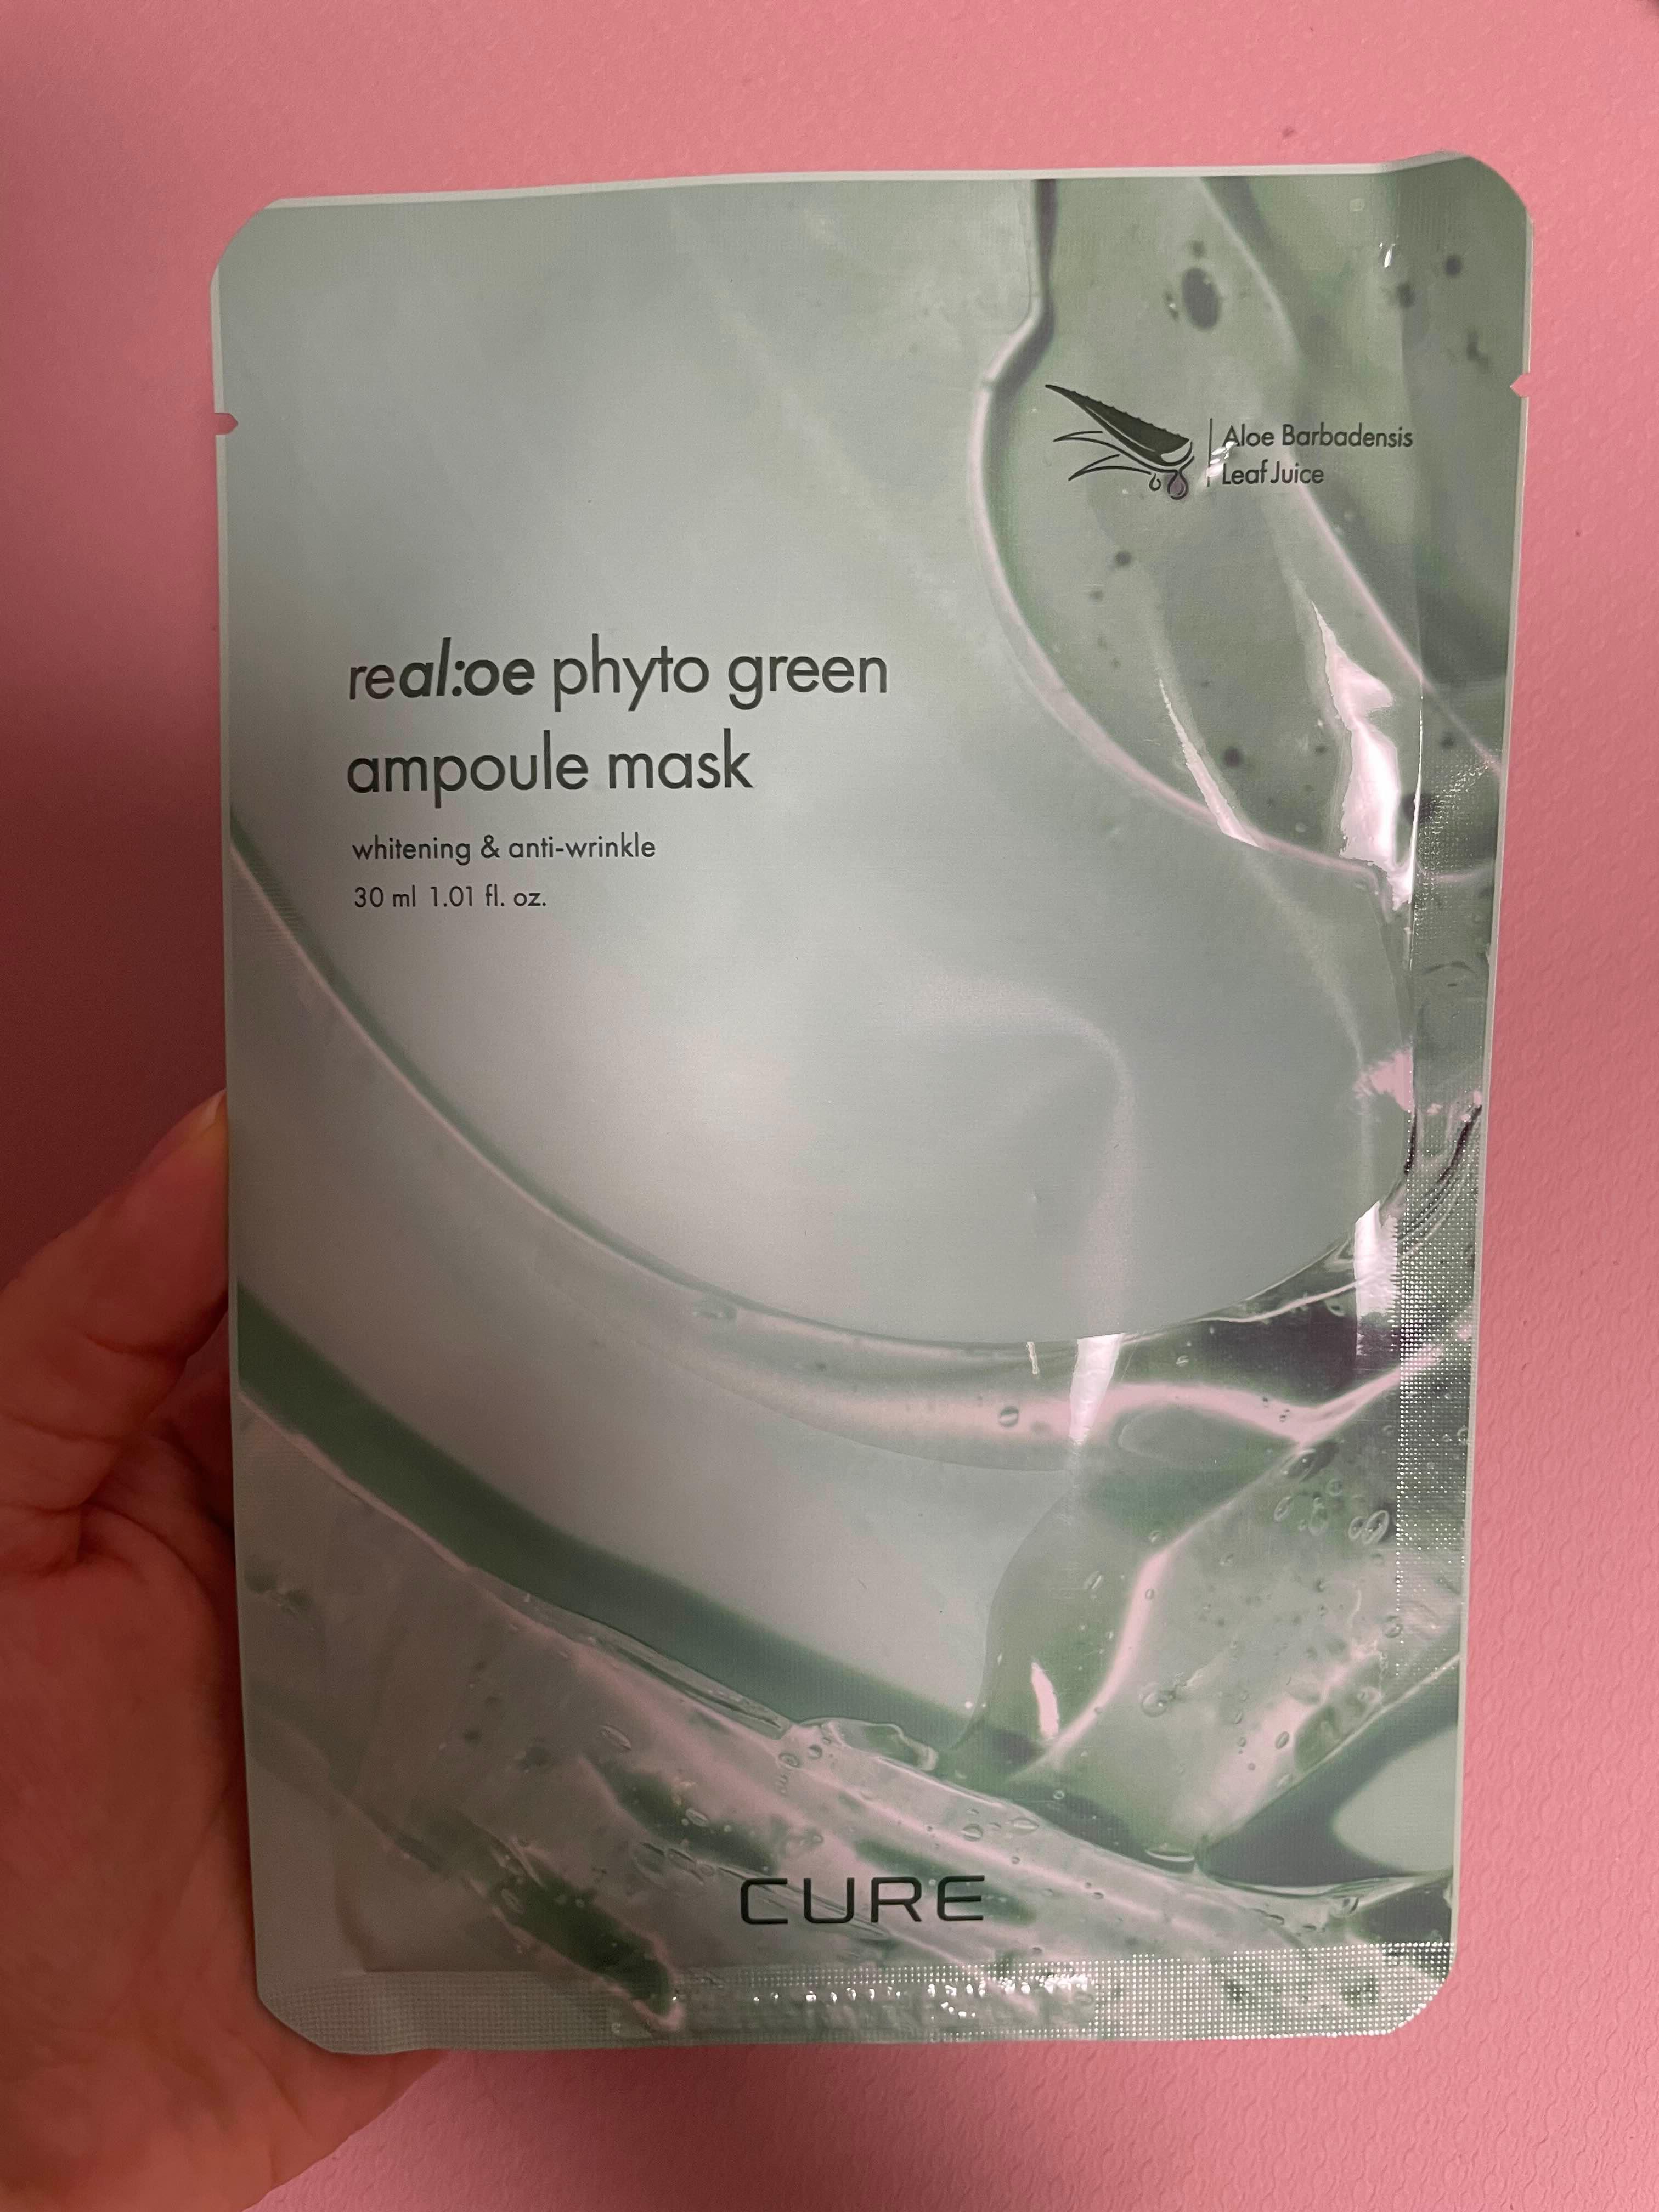 Aloe Barbadensis
Leaf Juice
real:oe phyto green
ampoule mask
whitening & anti-wrinkle
30 ml 1.01 fl. oz.
CURE